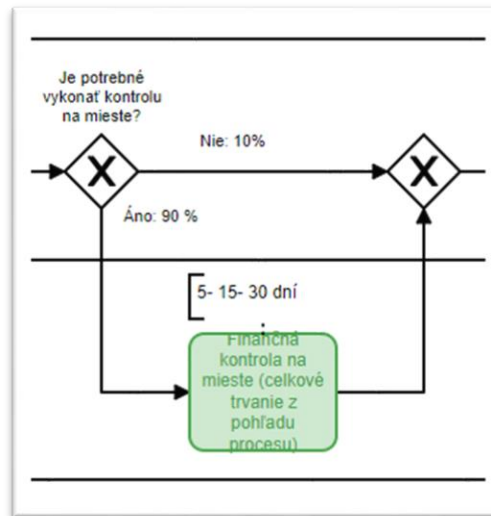 Je potrebné
vykonať kontrolu
na mieste?
Nie: 10%
Áno: 90 %
5- 15- 30 dní
Finančná
kontrola na
mieste (celkové
trvanie z
pohľadu
procesu)